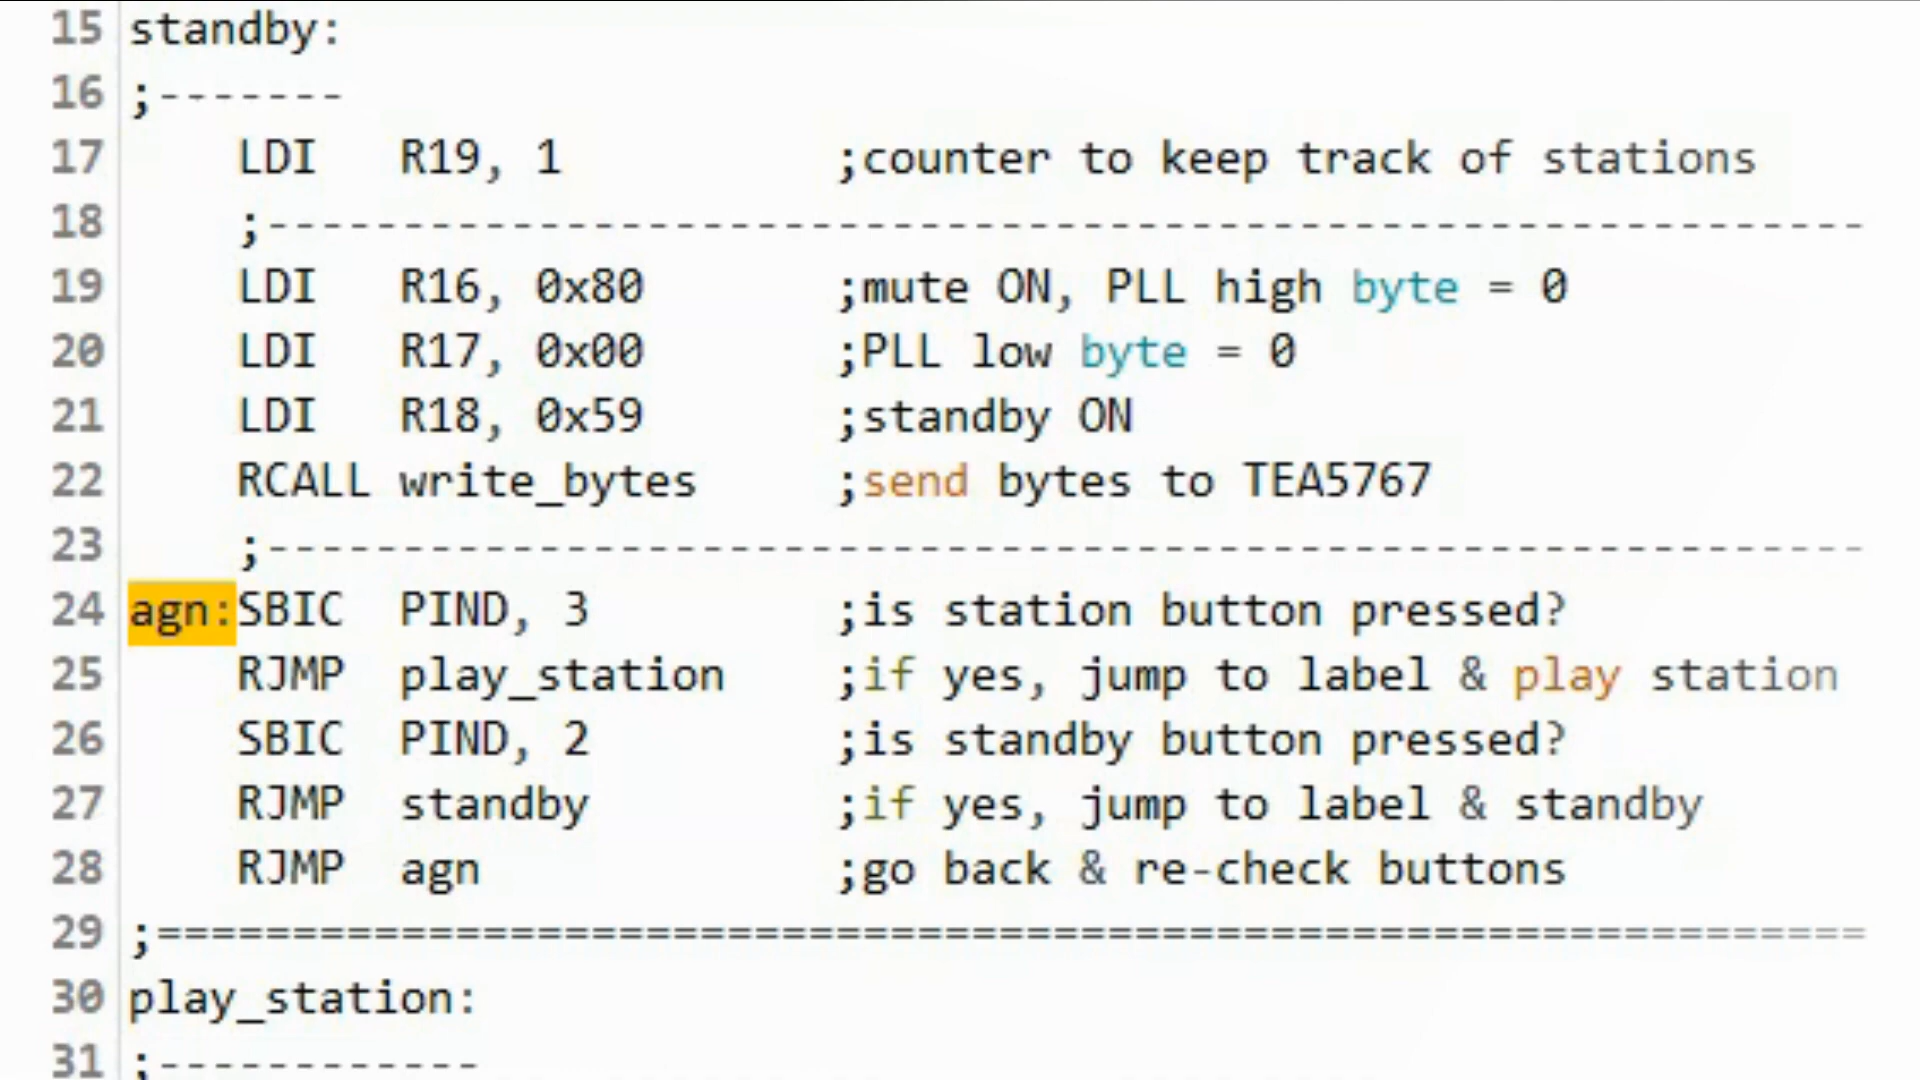 15 standby:
16 ;-------
17 LDI R19, 1 ;counter to keep track of stations
18 ;-----------------------------------------------------------
19 LDI R16, 0x80 ;mute ON, PLL high byte = 0
20 LDI R17, 0x00 ;PLL low byte = 0
21 LDI R18, 0x59 ;standby ON
22 RCALL write_bytes ;send bytes to TEA5767
23 ;-----------------------------------------------------------
24 agn:SBIC PIND, 3 ;is station button pressed?
25 RJMP play_station ;if yes, jump to label & play station
26 SBIC PIND, 2 ;is standby button pressed?
27 RJMP standby ;if yes, jump to label & standby
28 RJMP agn ;go back & re-check buttons
29 ;===============================================================
30 play_station:
31 ;------------